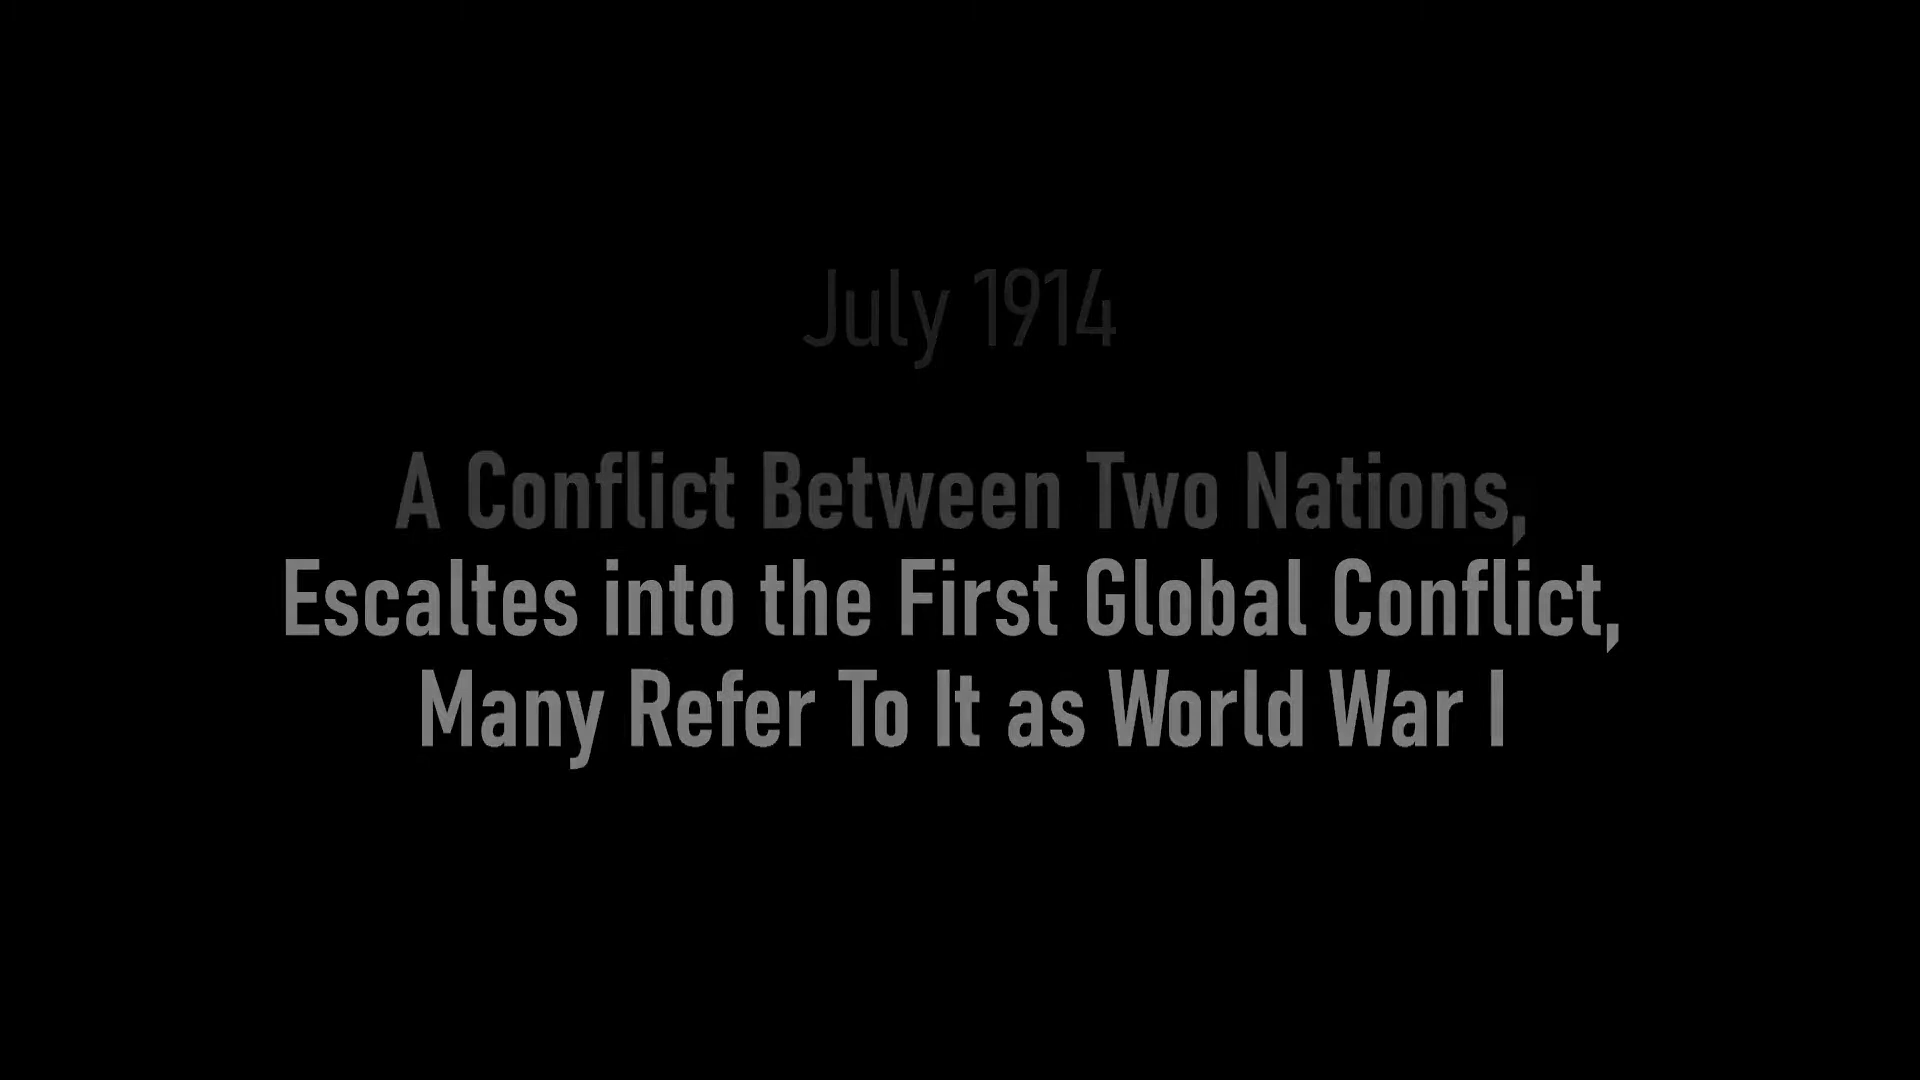 July 1914
A Conflict Between Two Nations,
Escaltes into the First Global Conflict,
Many Refer To It as World War I